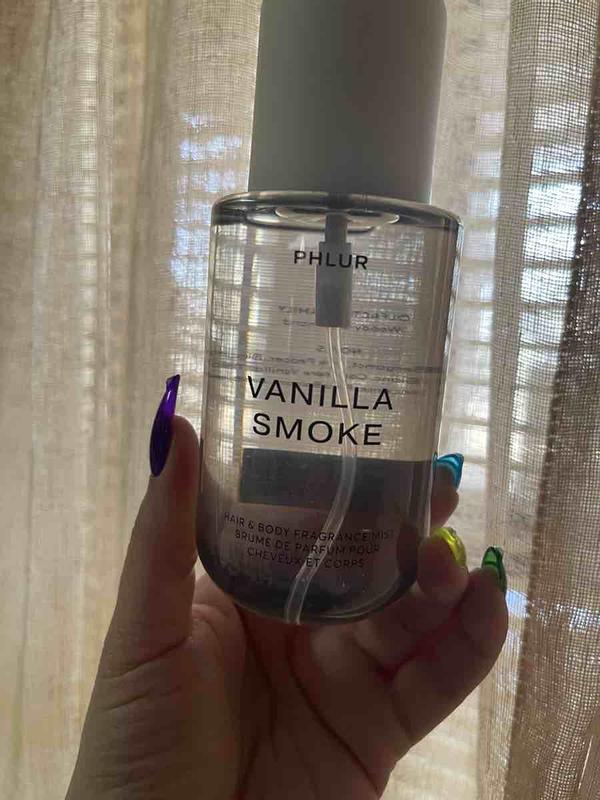 PHLUR
VANILLA
SMOKE
HAIR & BODY FRAGRANCE MIST
BRUME DE PARFUM POUR
CHEVEUX ET CORPS